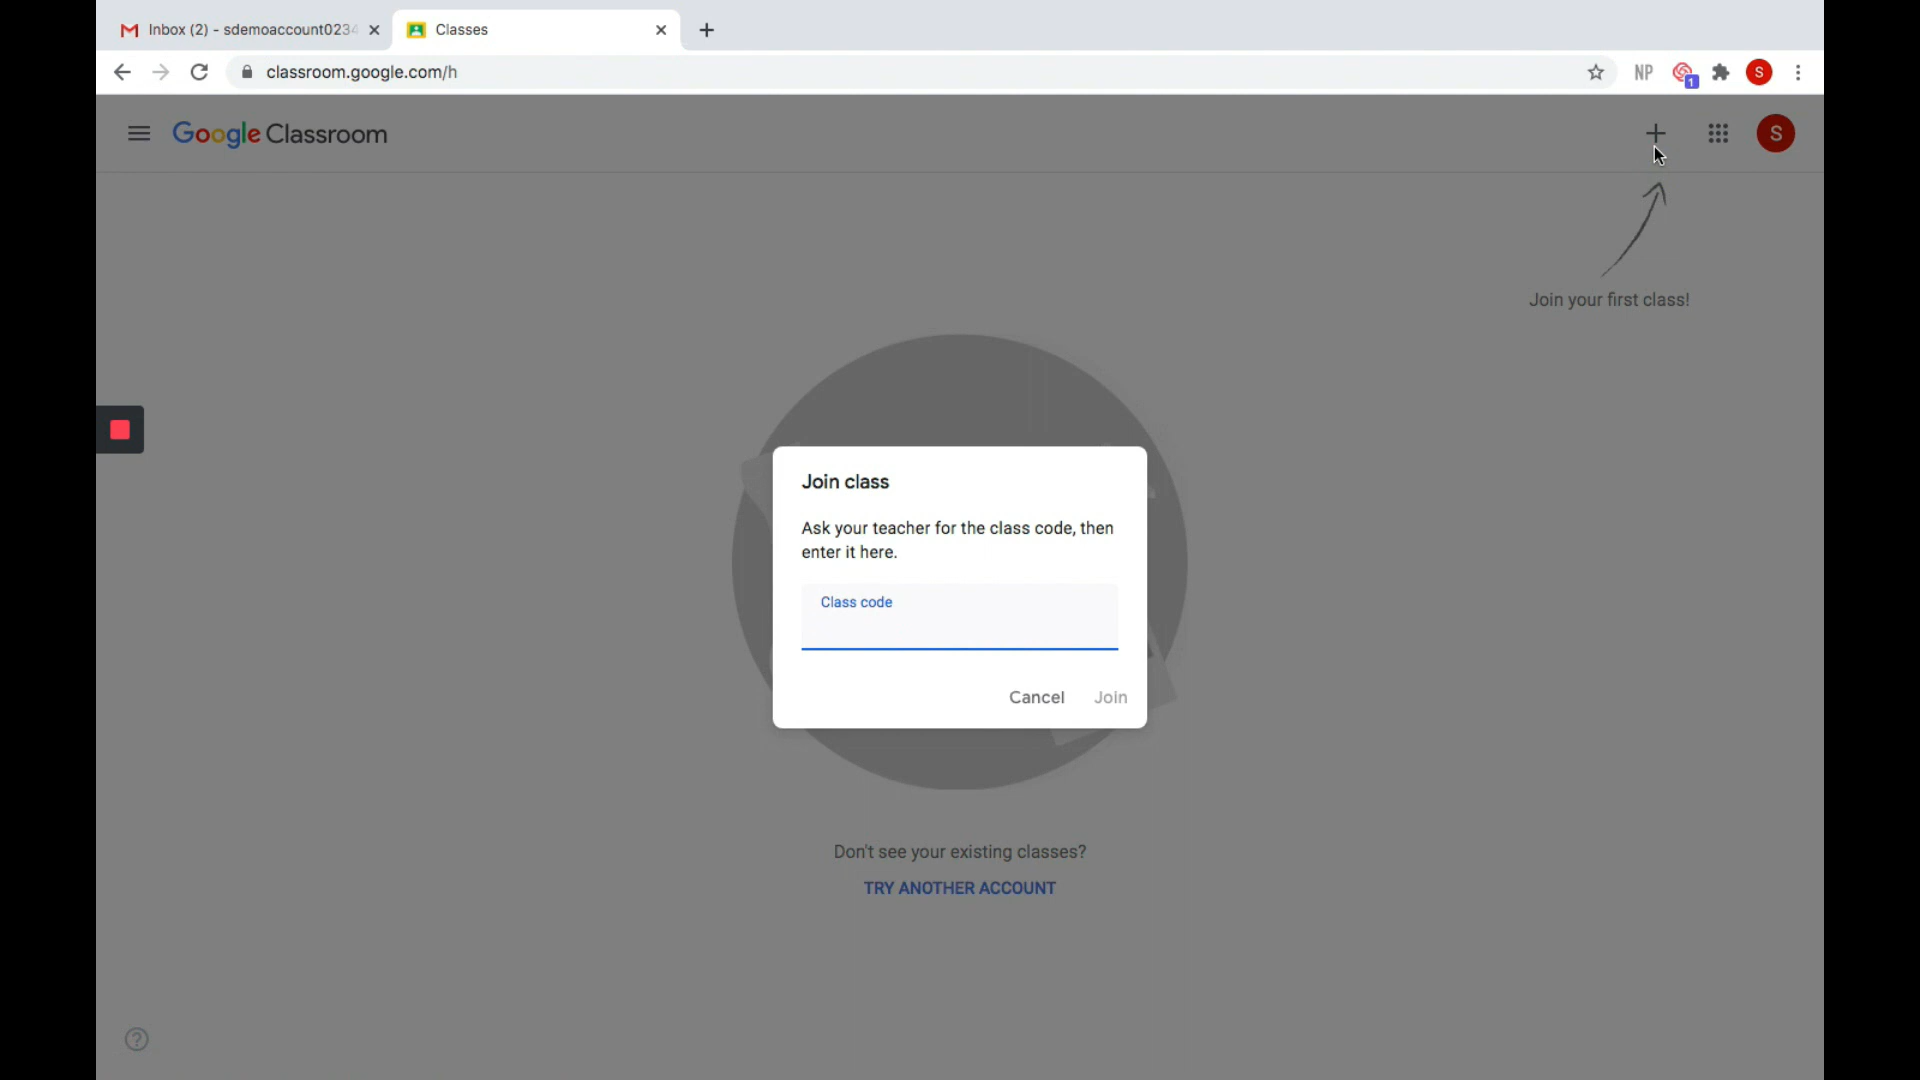 Inbox (2) - sdemoaccount0234
Classes
classroom.google.com/h
NP
1
S
Google Classroom
S
Join your first class!
Join class
Ask your teacher for the class code, then
enter it here.
Class code
Cancel
Join
Don't see your existing classes?
TRY ANOTHER ACCOUNT
?